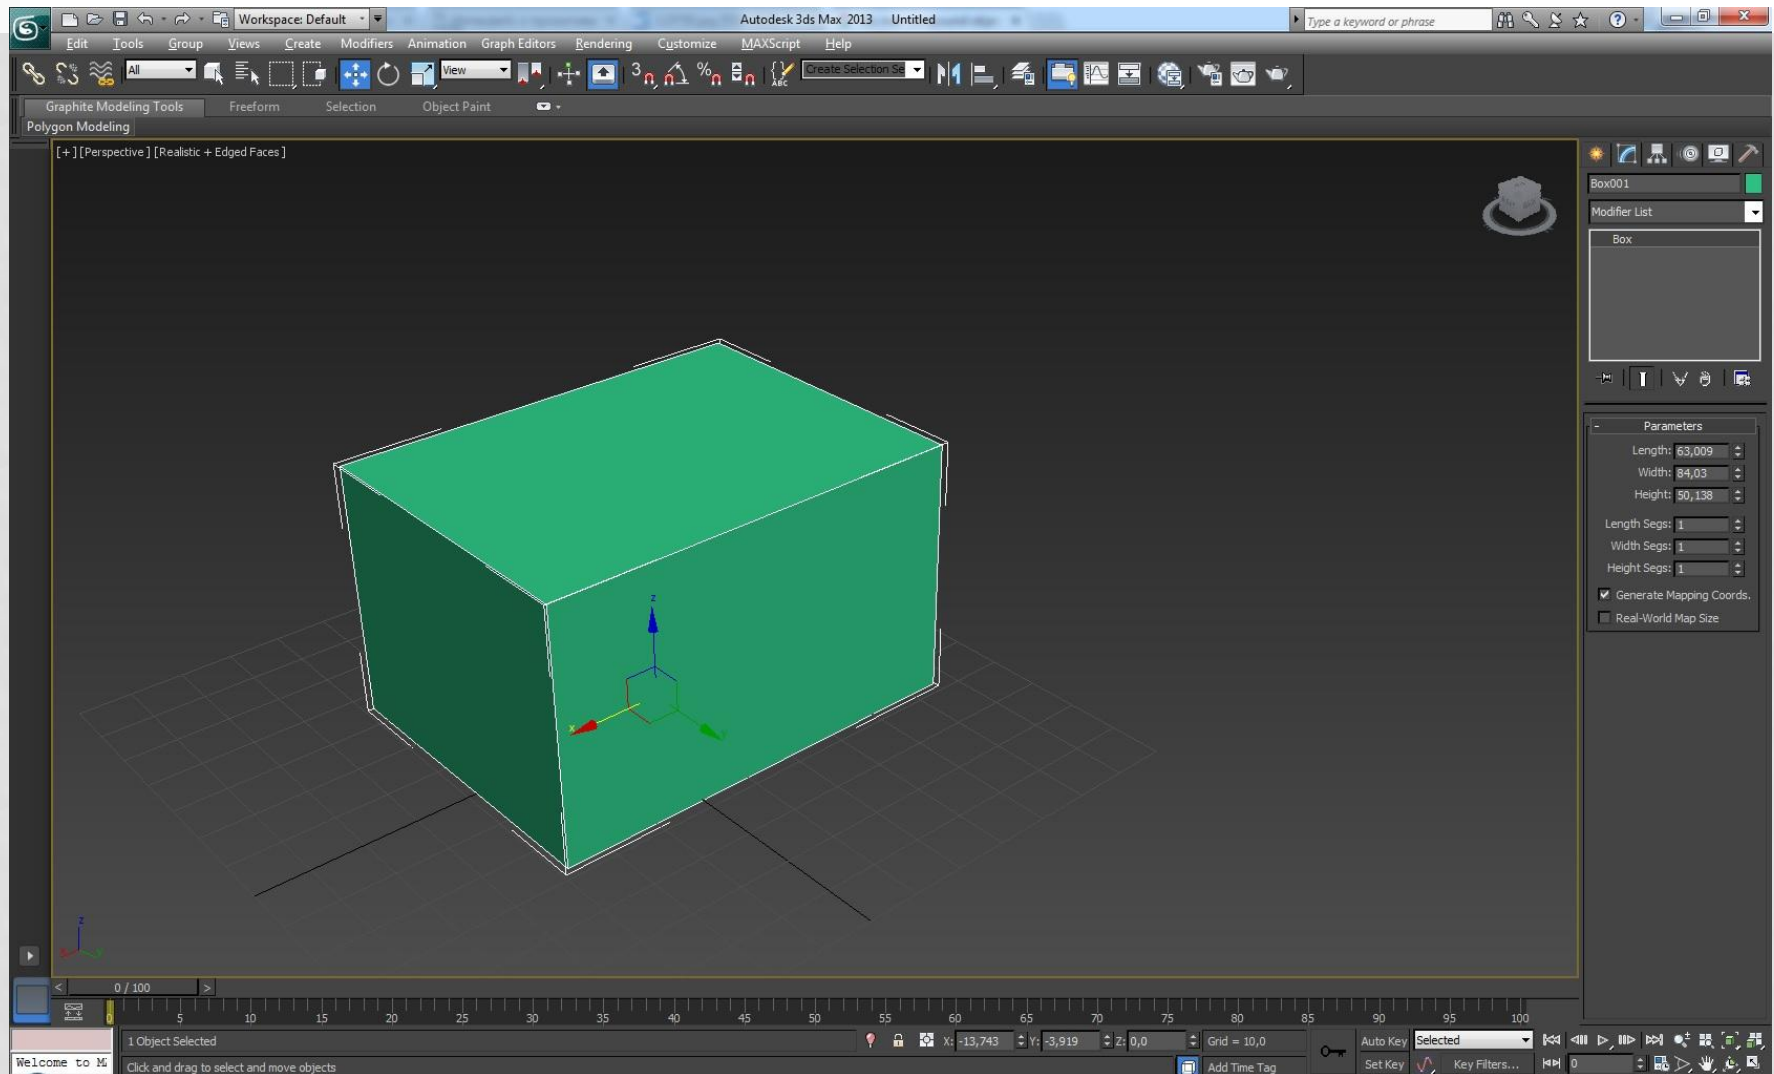 Workspace: Default
Autodesk 3ds Max 2013 Untitled
Type a keyword or phrase
Edit Tools Group Views Create Modifiers Animation Graph Editors Rendering Customize MAXScript Help
All
View
3
%
ABC
Create Selection Se
Graphite Modeling Tools Freeform Selection Object Paint
Polygon Modeling
[+][Perspective][Realistic + Edged Faces]
Box001
Modifier List
Box
- Parameters
Length: 63,009
Width: 84,03
Height: 50,138
Length Segs: 1
Width Segs: 1
Height Segs: 1
Generate Mapping Coords.
Real-World Map Size
z
x
y
z
x
y
< 0 / 100 >
0 5 10 15 20 25 30 35 40 45 50 55 60 65 70 75 80 85 90 95 100
1 Object Selected
X: -13,743 Y: -3,919 Z: 0,0
Grid = 10,0
Auto Key Selected
Welcome to Mi
Click and drag to select and move objects
Add Time Tag
Set Key Key Filters...
0